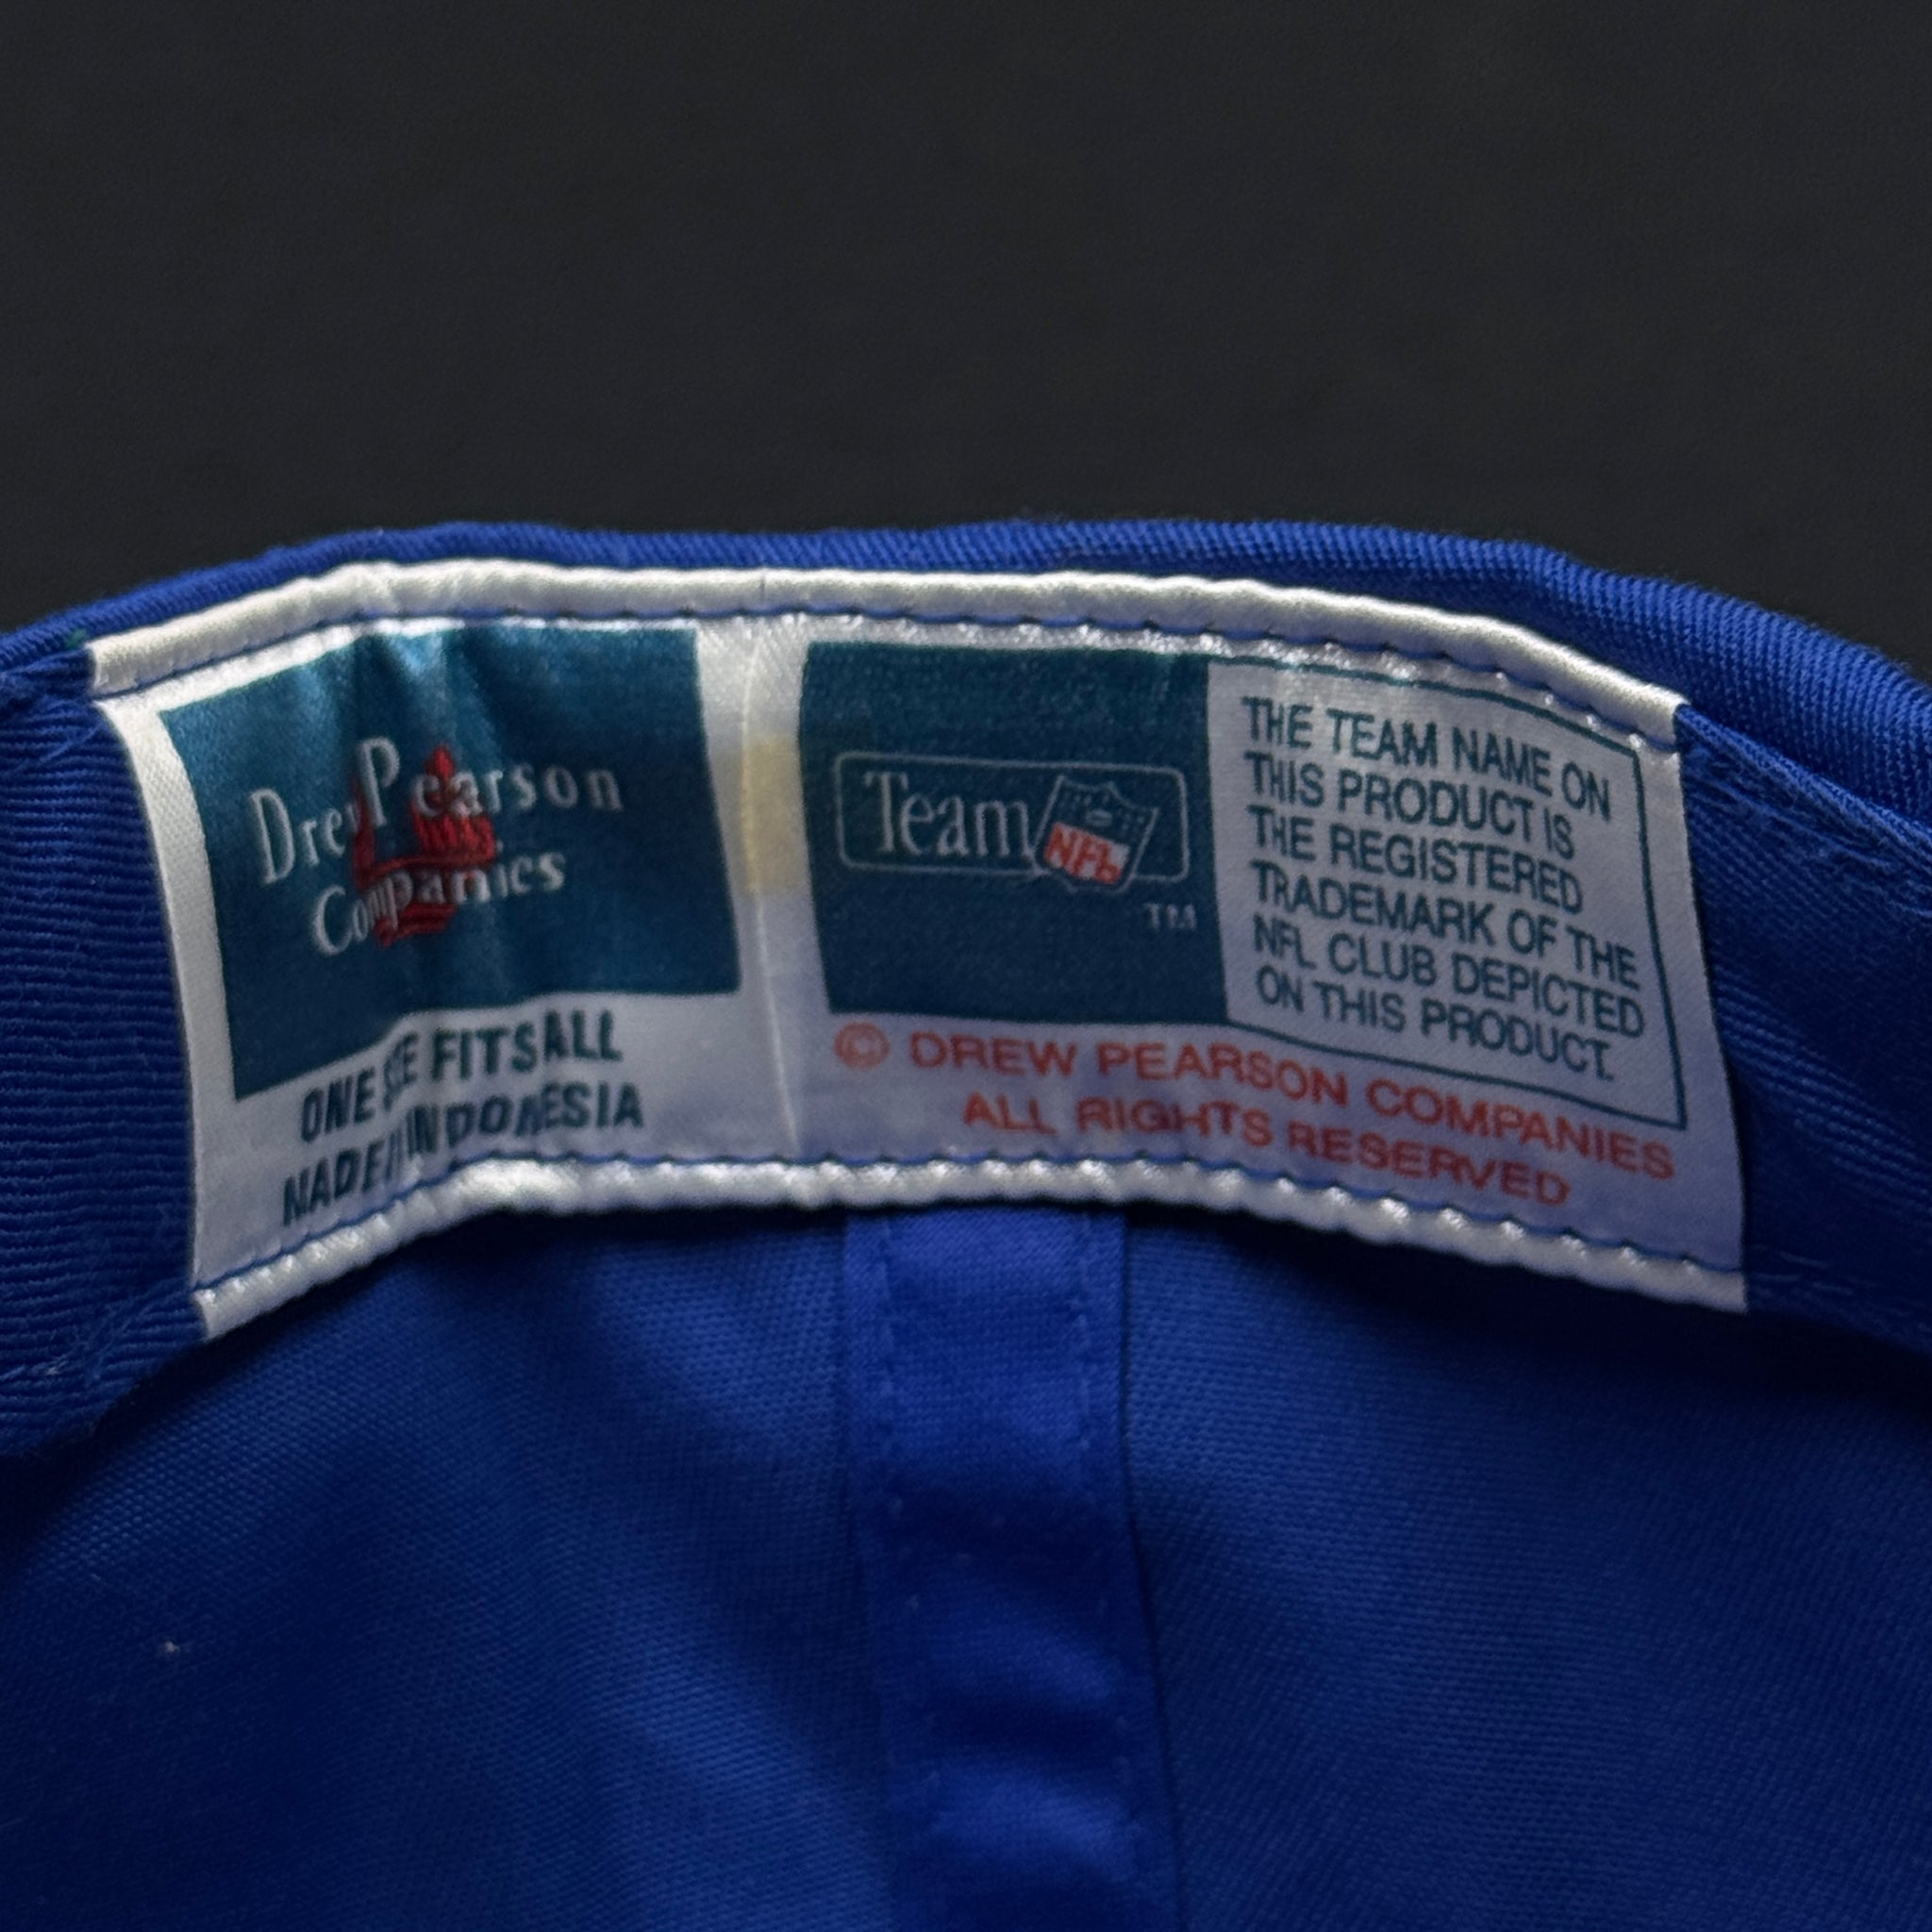 Drew Pearson
Companies
ONE SIZE FITS ALL
MADE IN INDONESIA
Team NFL
TM
THE TEAM NAME ON
THIS PRODUCT IS
THE REGISTERED
TRADEMARK OF THE
NFL CLUB DEPICTED
ON THIS PRODUCT.
© DREW PEARSON COMPANIES
ALL RIGHTS RESERVED